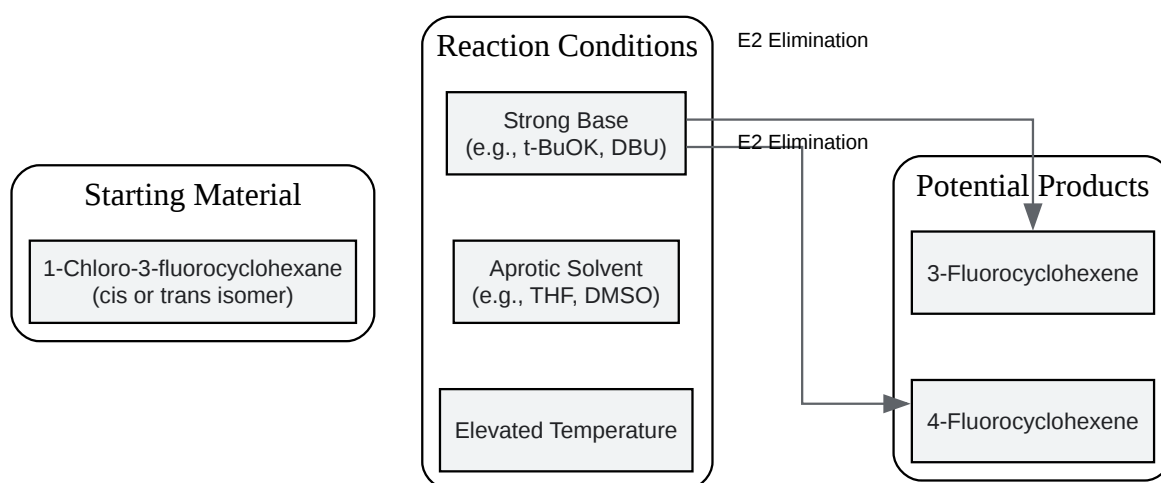 Starting Material
1-Chloro-3-fluorocyclohexane
(cis or trans isomer)
Reaction Conditions
Strong Base
(e.g., t-BuOK, DBU)
Aprotic Solvent
(e.g., THF, DMSO)
Elevated Temperature
E2 Elimination
E2 Elimination
Potential Products
3-Fluorocyclohexene
4-Fluorocyclohexene